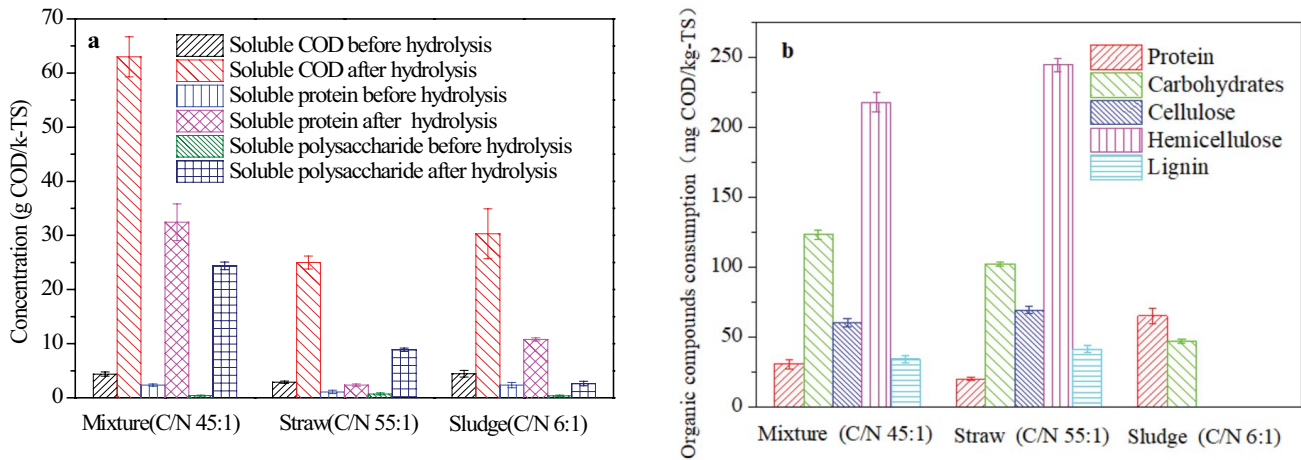 a
Soluble COD before hydrolysis
Soluble COD after hydrolysis
Soluble protein before hydrolysis
Soluble protein after hydrolysis
Soluble polysaccharide before hydrolysis
Soluble polysaccharide after hydrolysis
Concentration (g COD/k-TS)
70
60
50
40
30
20
10
0
Mixture(C/N 45:1)
Straw(C/N 55:1)
Sludge(C/N 6:1)
b
Protein
Carbohydrates
Cellulose
Hemicellulose
Lignin
Organic compounds consumption (mg COD/kg-TS)
250
200
150
100
50
0
Mixture (C/N 45:1)
Straw (C/N 55:1)
Sludge (C/N 6:1)